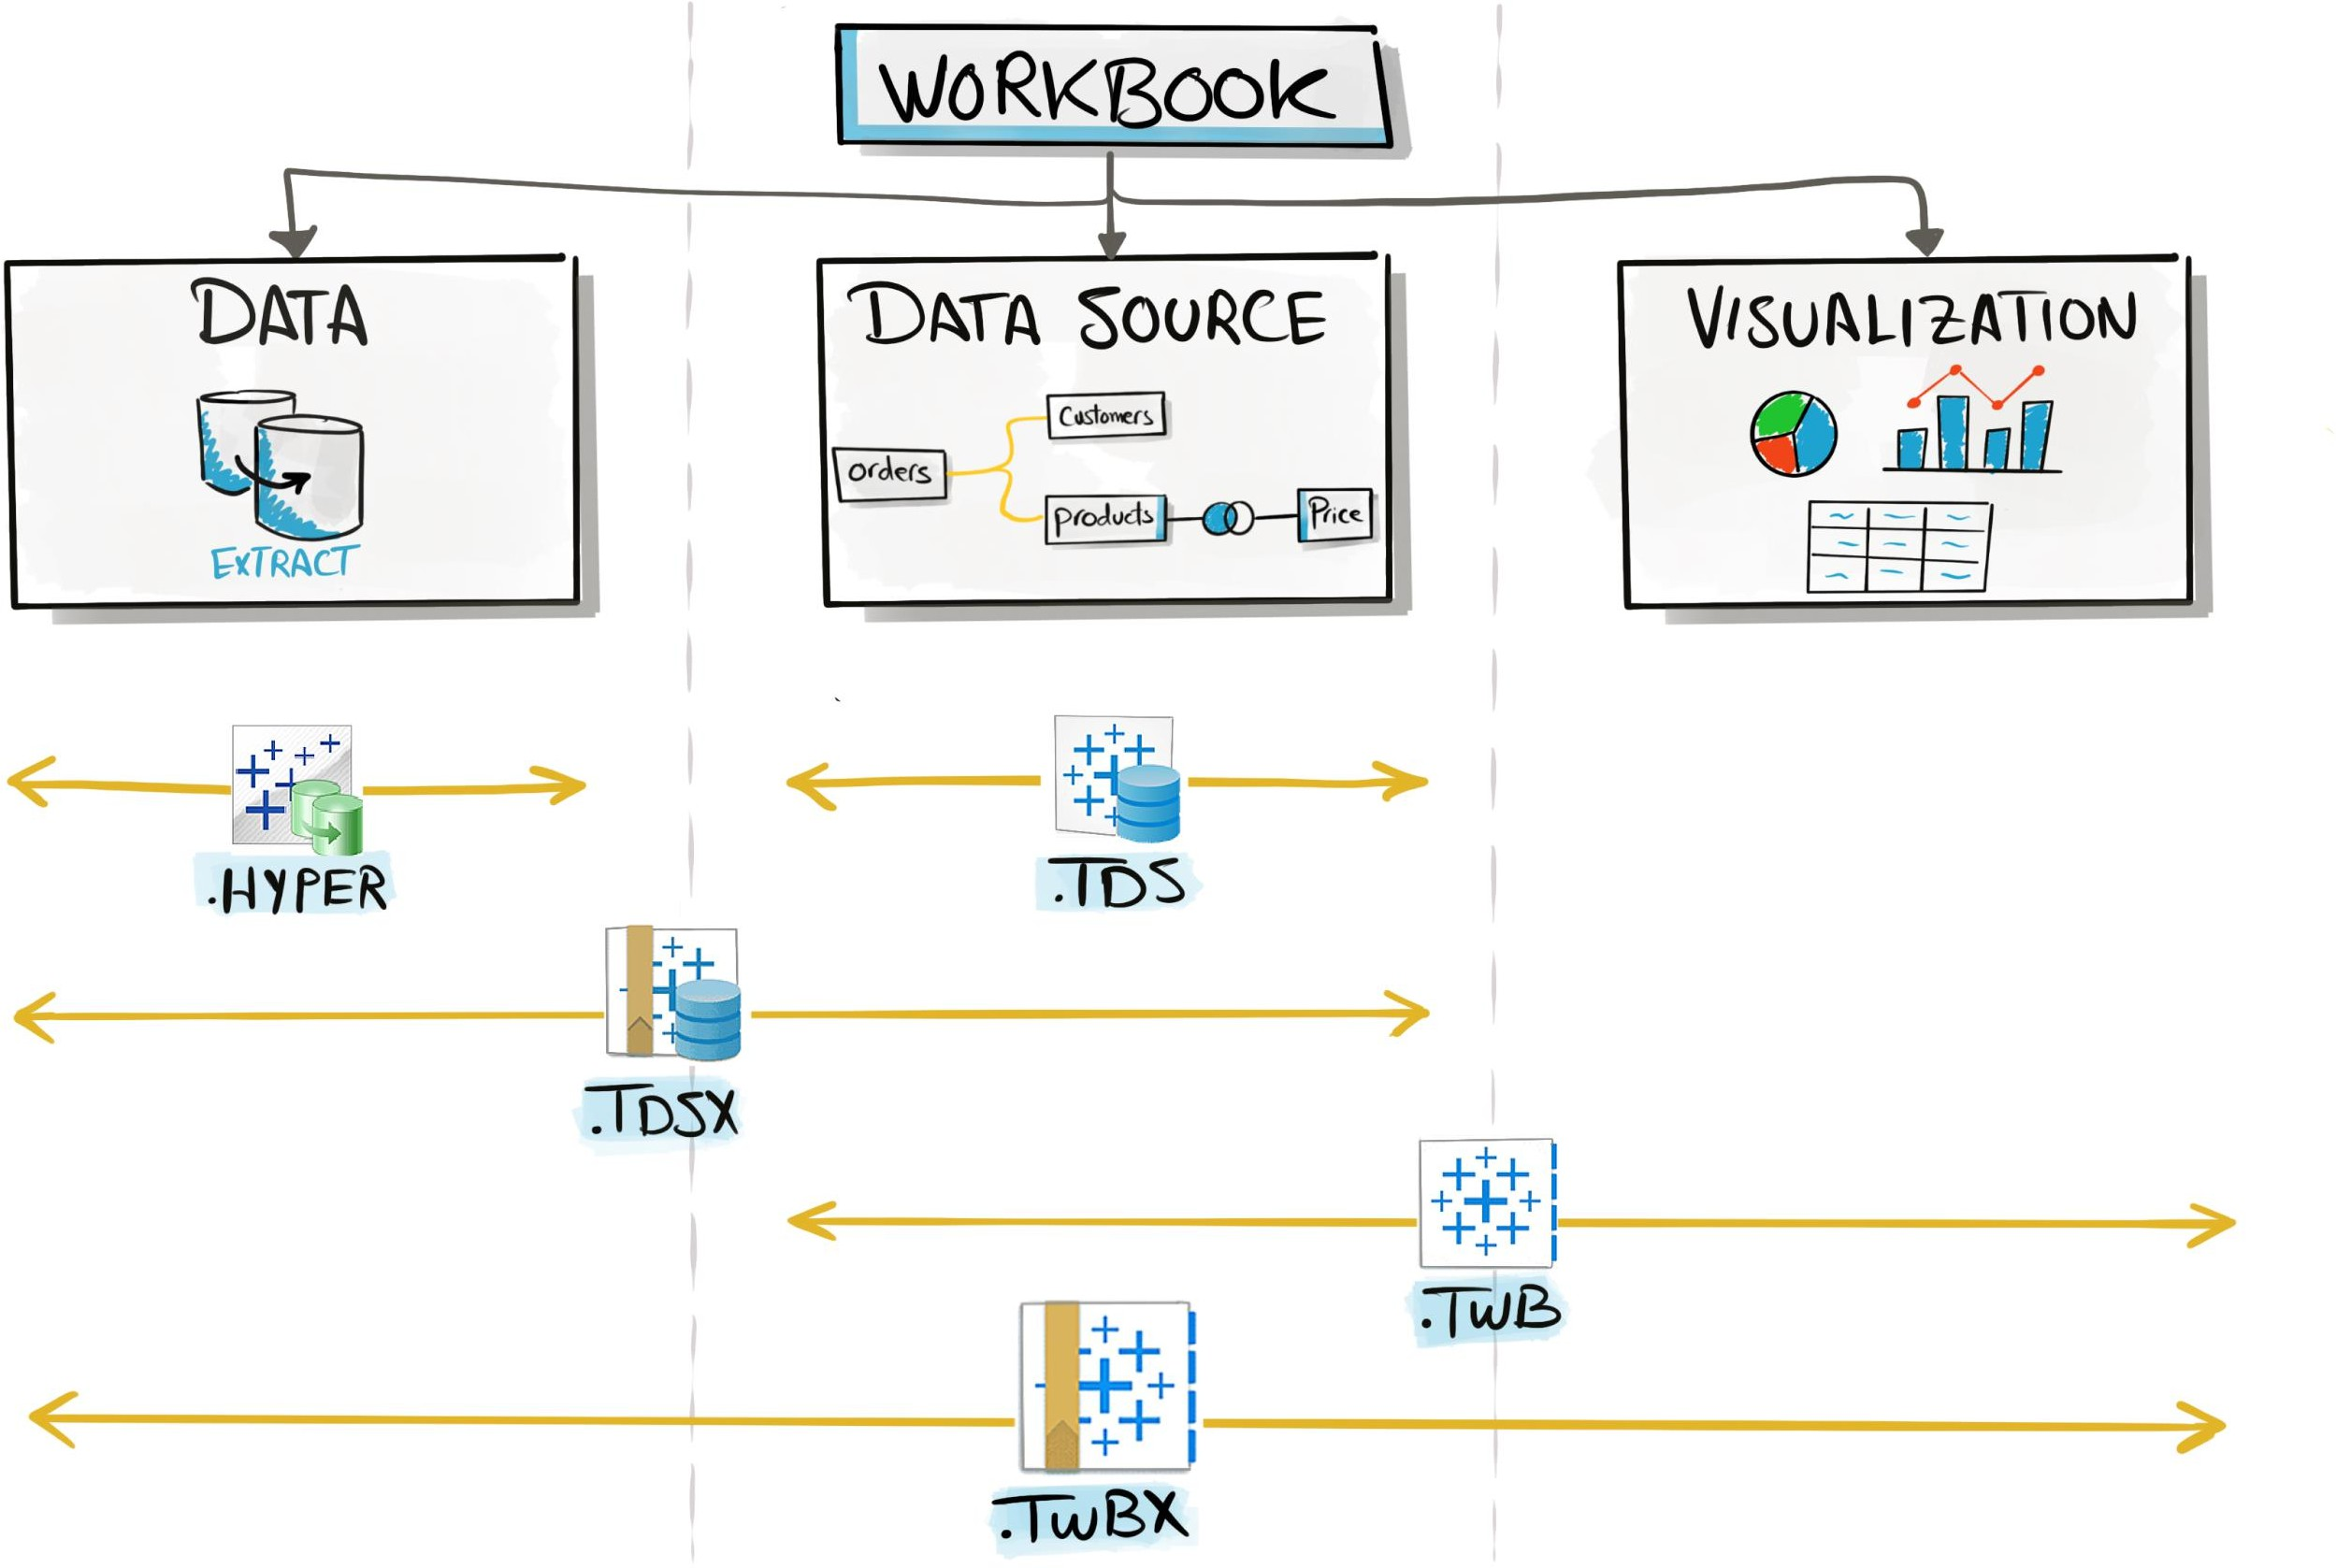 WORKBOOK
DATA
EXTRACT
DATA SOURCE
Customers
orders
products
Price
VISUALIZATION
.HYPER
.TDS
.TDSX
.TWB
.TWBX